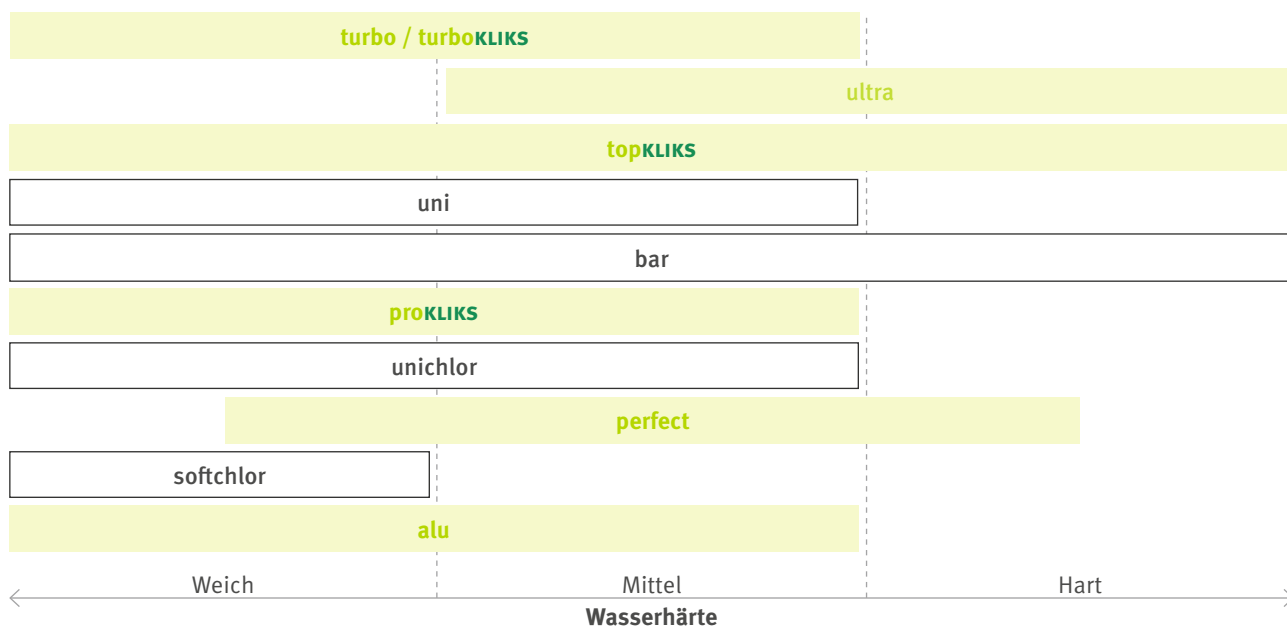 turbo / turboKLIKS
ultra
topKLIKS
uni
bar
proKLIKS
unichlor
perfect
softchlor
alu
Weich Mittel Hart
Wasserhärte